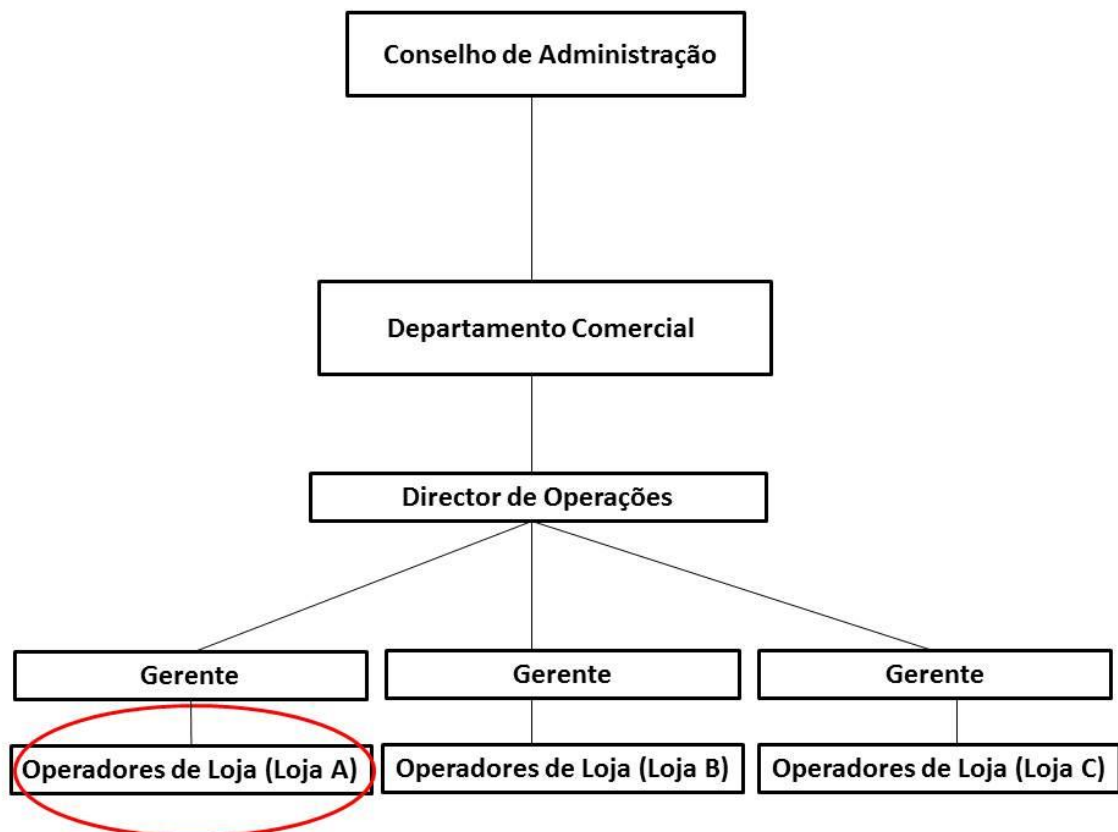 Conselho de Administração
Departamento Comercial
Director de Operações
Gerente
Gerente
Gerente
Operadores de Loja (Loja A)
Operadores de Loja (Loja B)
Operadores de Loja (Loja C)